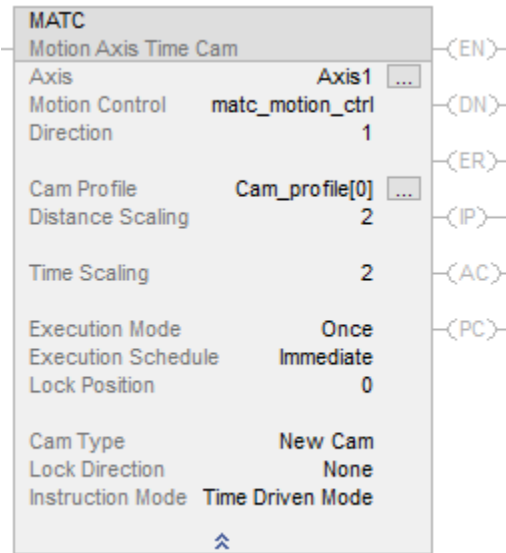 MATC
Motion Axis Time Cam (EN)
Axis Axis1 ...
Motion Control matc_motion_ctrl (DN)
Direction 1
(ER)
Cam Profile Cam_profile[0] ...
Distance Scaling 2 (IP)
Time Scaling 2 (AC)
Execution Mode Once (PC)
Execution Schedule Immediate
Lock Position 0
Cam Type New Cam
Lock Direction None
Instruction Mode Time Driven Mode